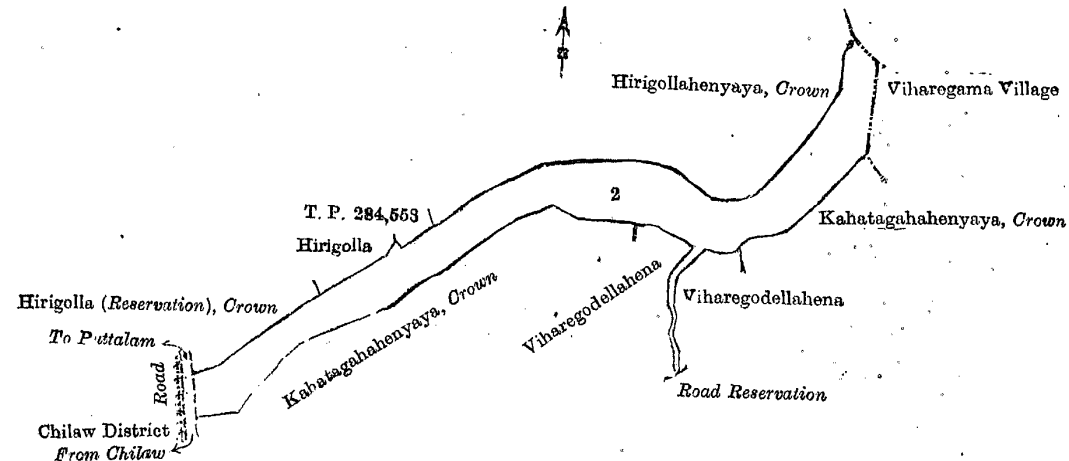 Hirigollahenyaya, Crown
Viharegama Village
2
T. P. 284,553
Hirigolla
Kahatagahahenyaya, Crown
Hirigolla (Reservation), Crown
Kahatagahahenyaya, Crown
Viharegodellahena
Viharegodellahena
To Puttalam
Road
Road Reservation
Chilaw District
From Chilaw